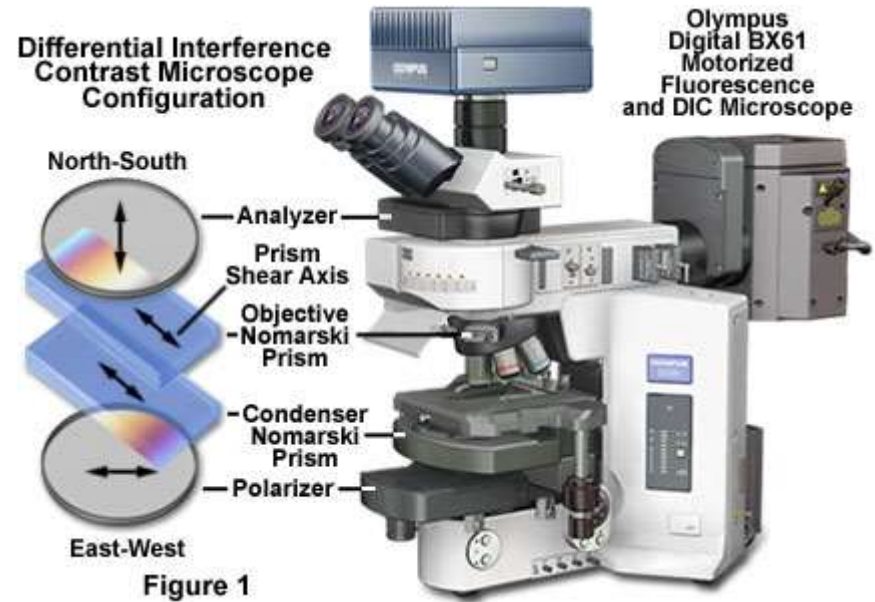 Differential Interference
Contrast Microscope
Configuration
Olympus
Digital BX61
Motorized
Fluorescence
and DIC Microscope
OLYMPUS
North-South
Analyzer
Prism
Shear Axis
Objective
Nomarski
Prism
Condenser
Nomarski
Prism
Polarizer
OLYMPUS
East-West
Figure 1